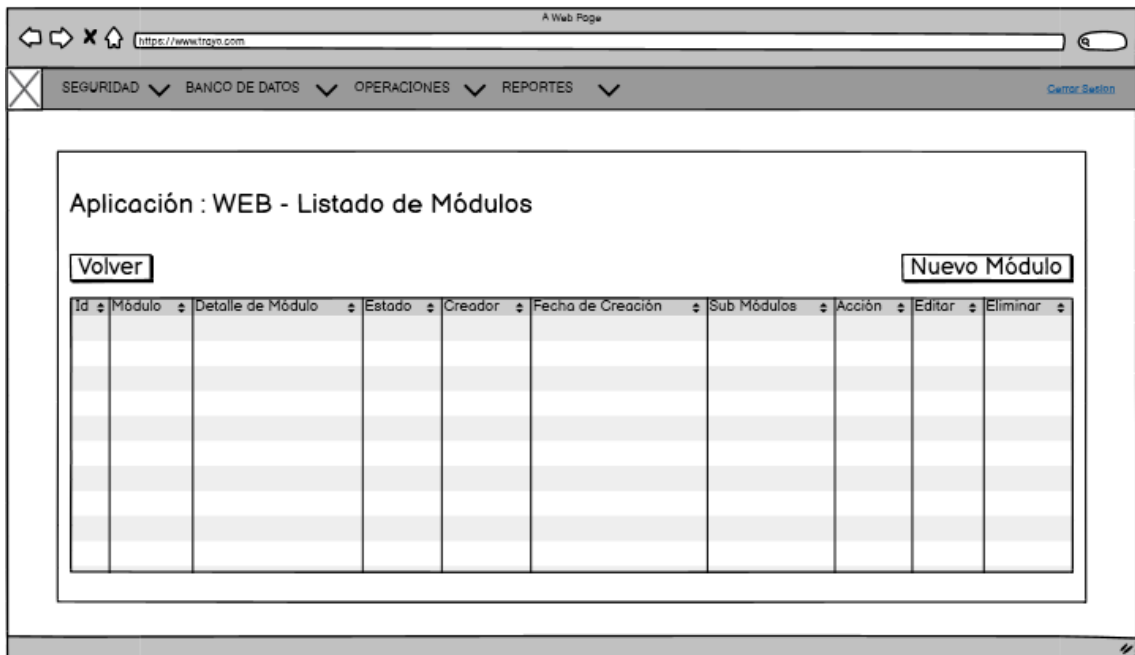 A Web Page
https://www.trayo.com
SEGURIDAD BANCO DE DATOS OPERACIONES REPORTES Cerrar Sesion
Aplicación : WEB - Listado de Módulos
Volver Nuevo Módulo
Id Módulo Detalle de Módulo Estado Creador Fecha de Creación Sub Módulos Acción Editar Eliminar